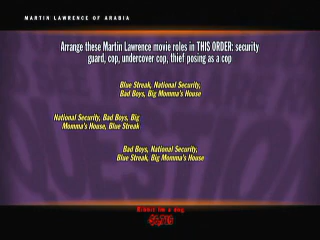 MARTIN LAWRENCE OF ARABIA
Arrange these Martin Lawrence movie roles in THIS ORDER: security
guard, cop, undercover cop, thief posing as a cop
Blue Streak, National Security,
Bad Boys, Big Momma's House
National Security, Bad Boys, Big
Momma's House, Blue Streak
Bad Boys, National Security,
Blue Streak, Big Momma's House